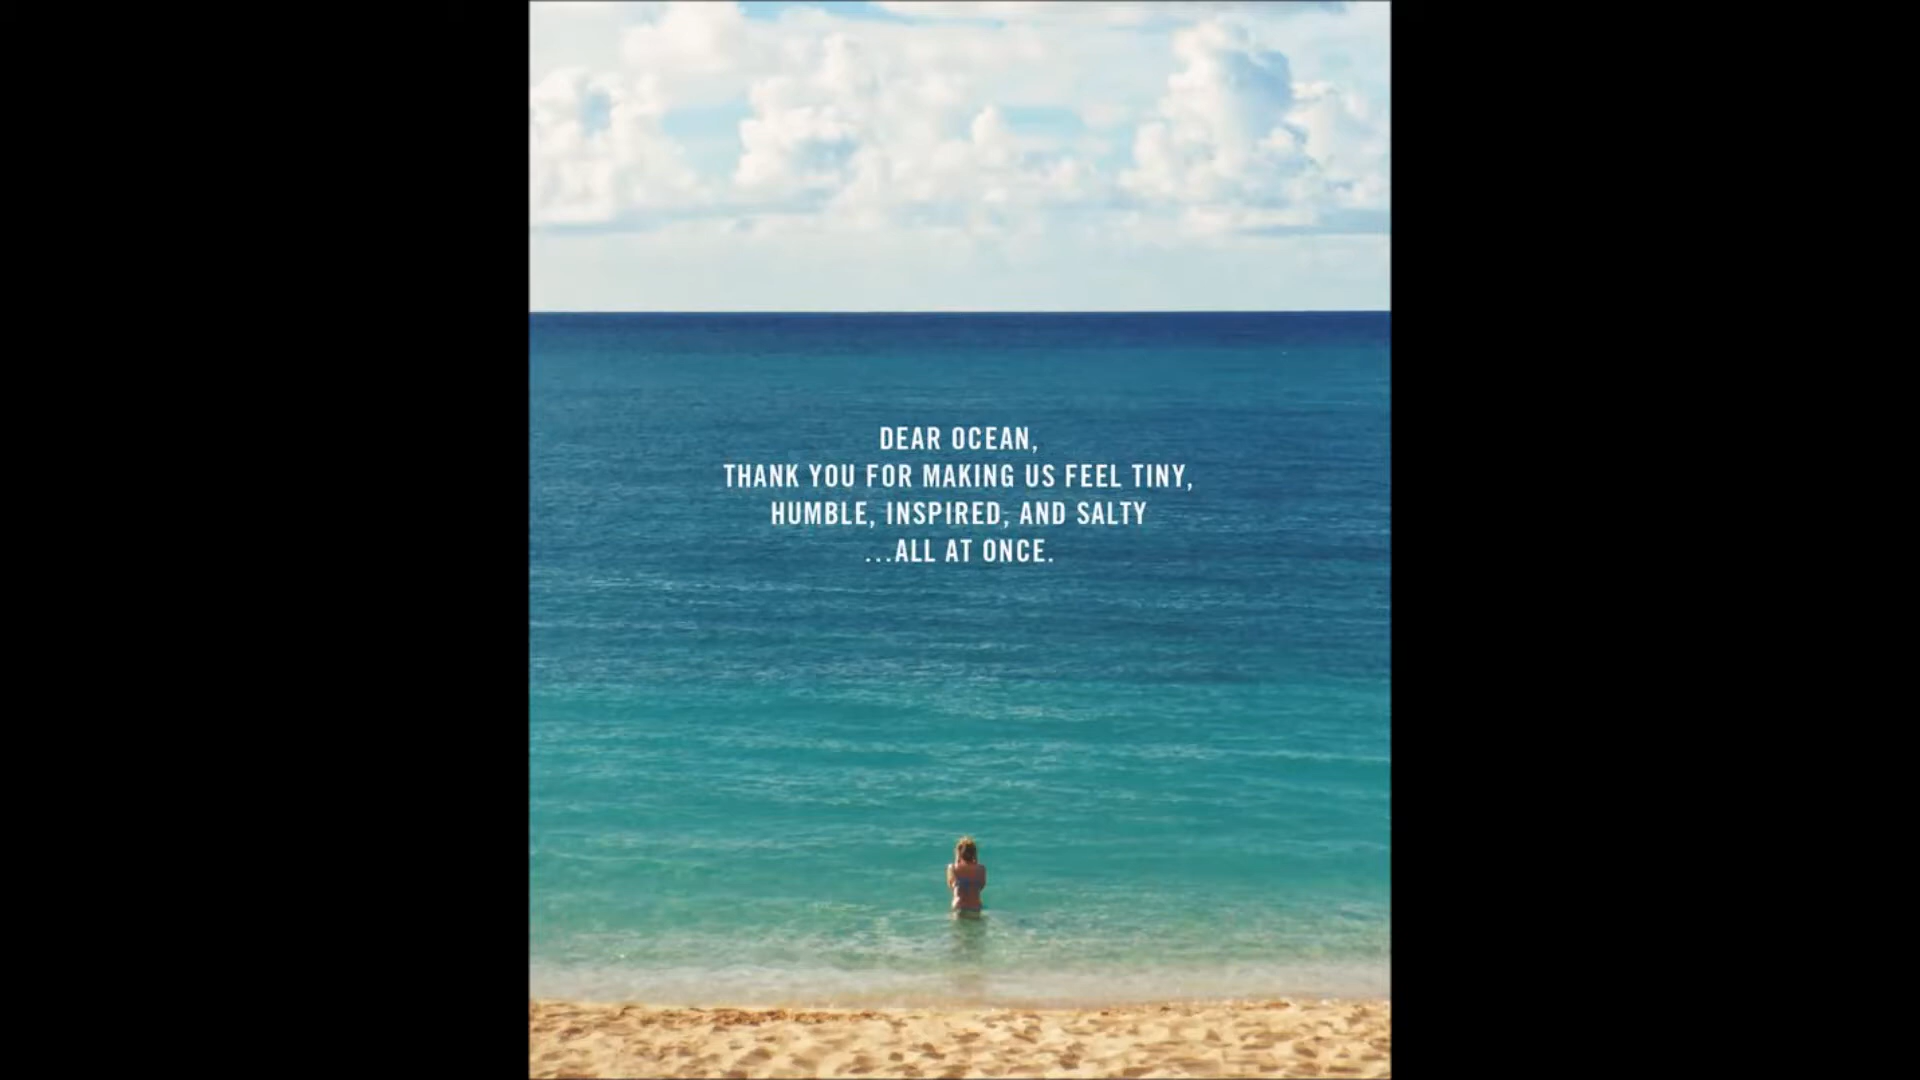 DEAR OCEAN,
THANK YOU FOR MAKING US FEEL TINY,
HUMBLE, INSPIRED, AND SALTY
...ALL AT ONCE.